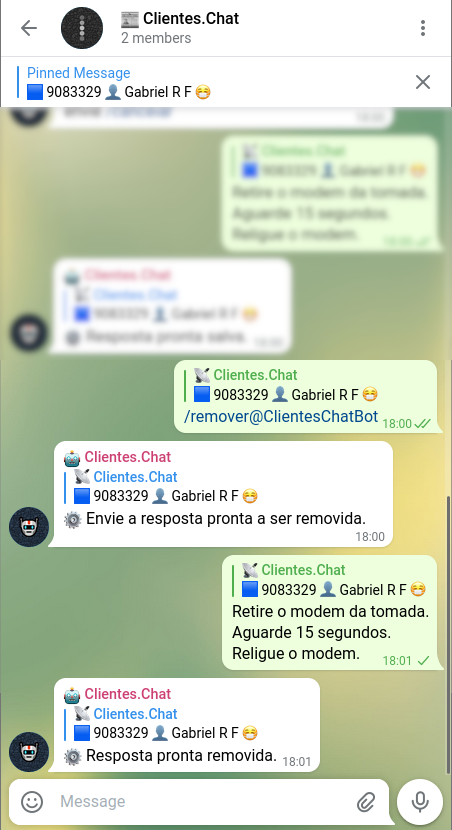 Clientes.Chat
2 members
Pinned Message
9083329 Gabriel R F
18:00
Clientes.Chat
9083329 Gabriel R F
Retire o modem da tomada.
Aguarde 15 segundos.
Religue o modem.
18:00
Clientes.Chat
Clientes.Chat
9083329 Gabriel R F
Resposta pronta salva. 18:00
Clientes.Chat
9083329 Gabriel R F
/remover@ClientesChatBot 18:00
Clientes.Chat
Clientes.Chat
9083329 Gabriel R F
Envie a resposta pronta a ser removida.
18:00
Clientes.Chat
9083329 Gabriel R F
Retire o modem da tomada.
Aguarde 15 segundos.
Religue o modem. 18:01
Clientes.Chat
Clientes.Chat
9083329 Gabriel R F
Resposta pronta removida. 18:01
Message